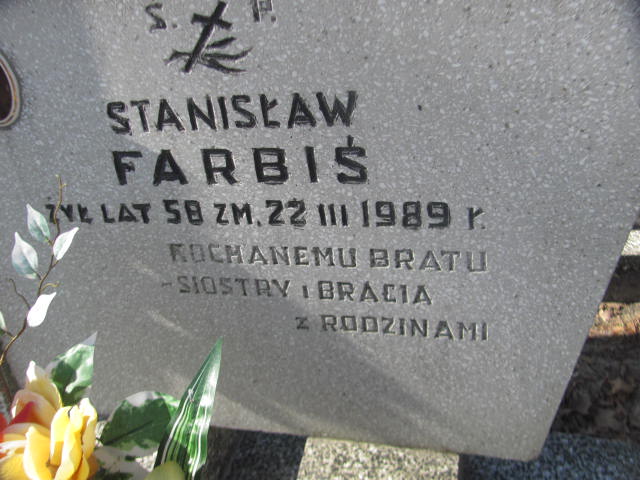 Ś. P.
STANISŁAW
FARBIŚ
ŻYŁ LAT 58 ZM. 22 III 1989 r.
KOCHANEMU BRATU
-SIOSTRY i BRACIA
z RODZINAMI